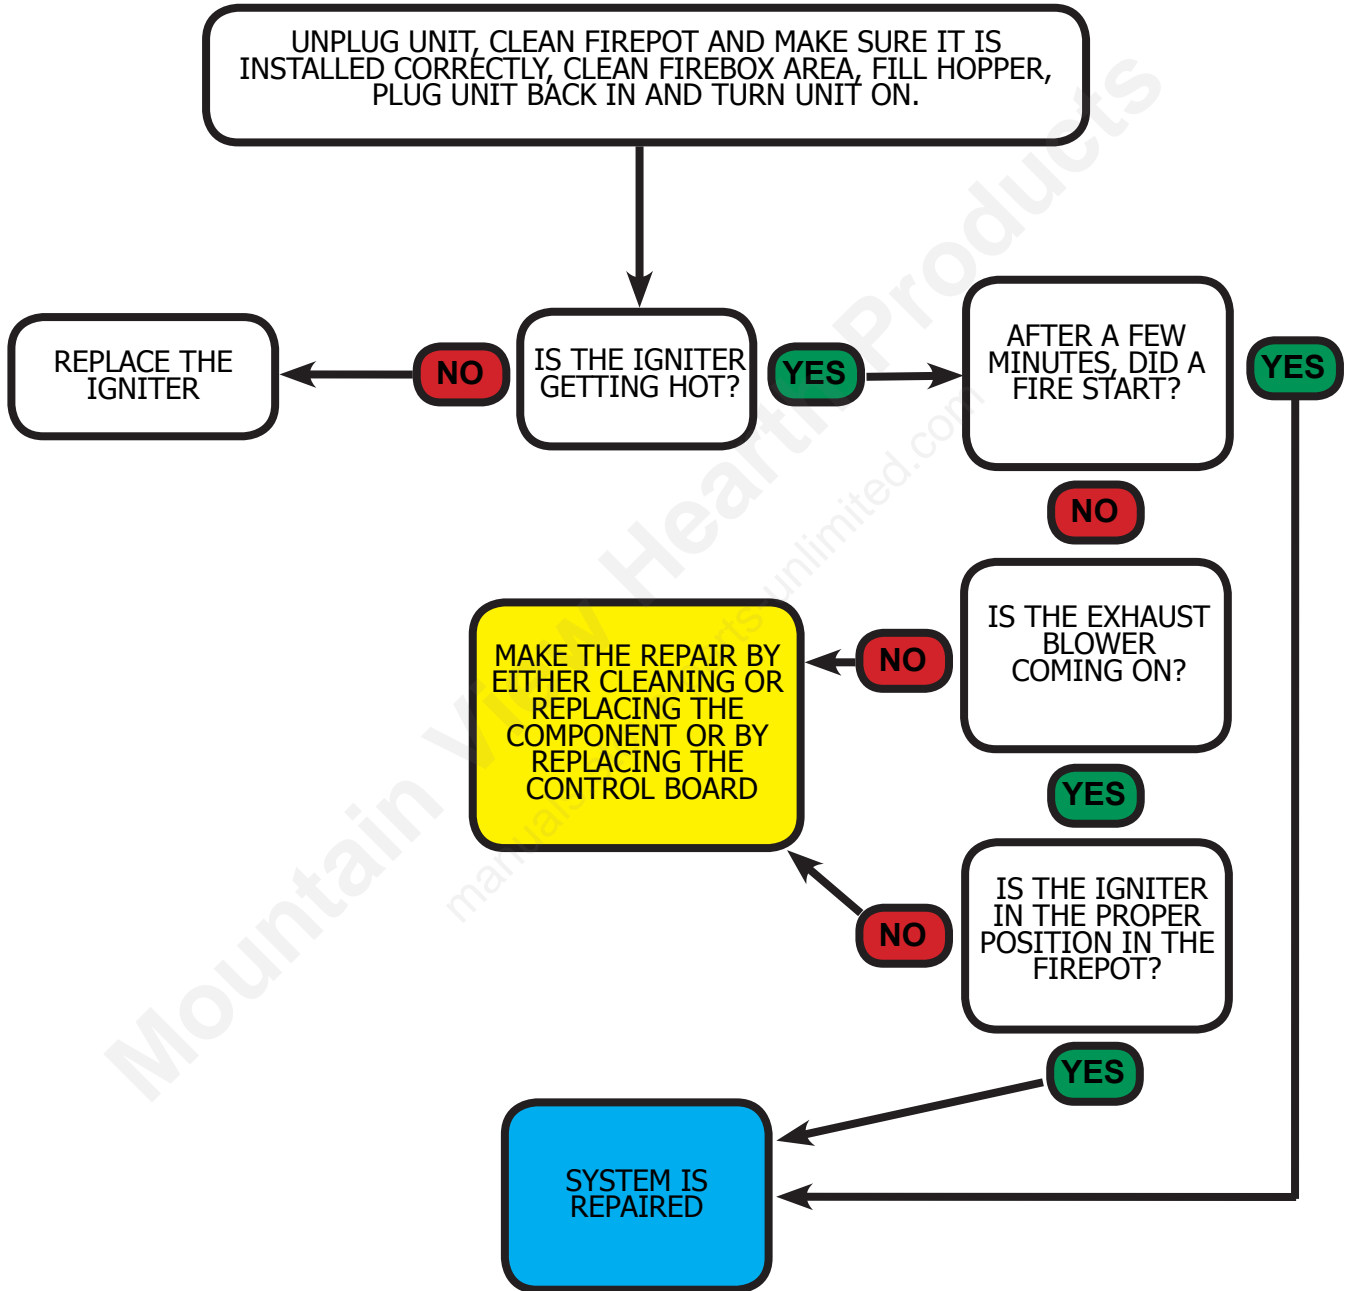 UNPLUG UNIT, CLEAN FIREPOT AND MAKE SURE IT IS
INSTALLED CORRECTLY, CLEAN FIREBOX AREA, FILL HOPPER,
PLUG UNIT BACK IN AND TURN UNIT ON.
REPLACE THE
IGNITER
NO
IS THE IGNITER
GETTING HOT?
YES
AFTER A FEW
MINUTES, DID A
FIRE START?
YES
NO
IS THE EXHAUST
BLOWER
COMING ON?
NO
MAKE THE REPAIR BY
EITHER CLEANING OR
REPLACING THE
COMPONENT OR BY
REPLACING THE
CONTROL BOARD
YES
IS THE IGNITER
IN THE PROPER
POSITION IN THE
FIREPOT?
NO
YES
SYSTEM IS
REPAIRED
Mountain View Hearth Products